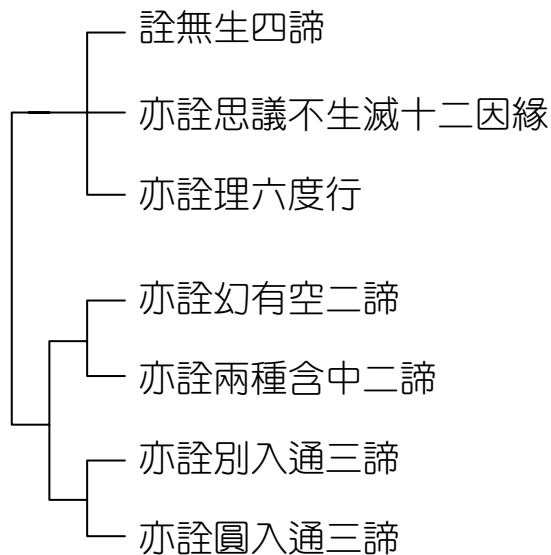 詮無生四諦
亦詮思議不生滅十二因緣
亦詮理六度行
亦詮幻有空二諦
亦詮兩種含中二諦
亦詮別入通三諦
亦詮圓入通三諦